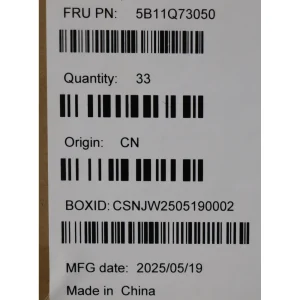 FRU PN: 5B11Q73050
Quantity: 33
Origin: CN
BOXID: CSNJW2505190002
MFG date: 2025/05/19
Made in China